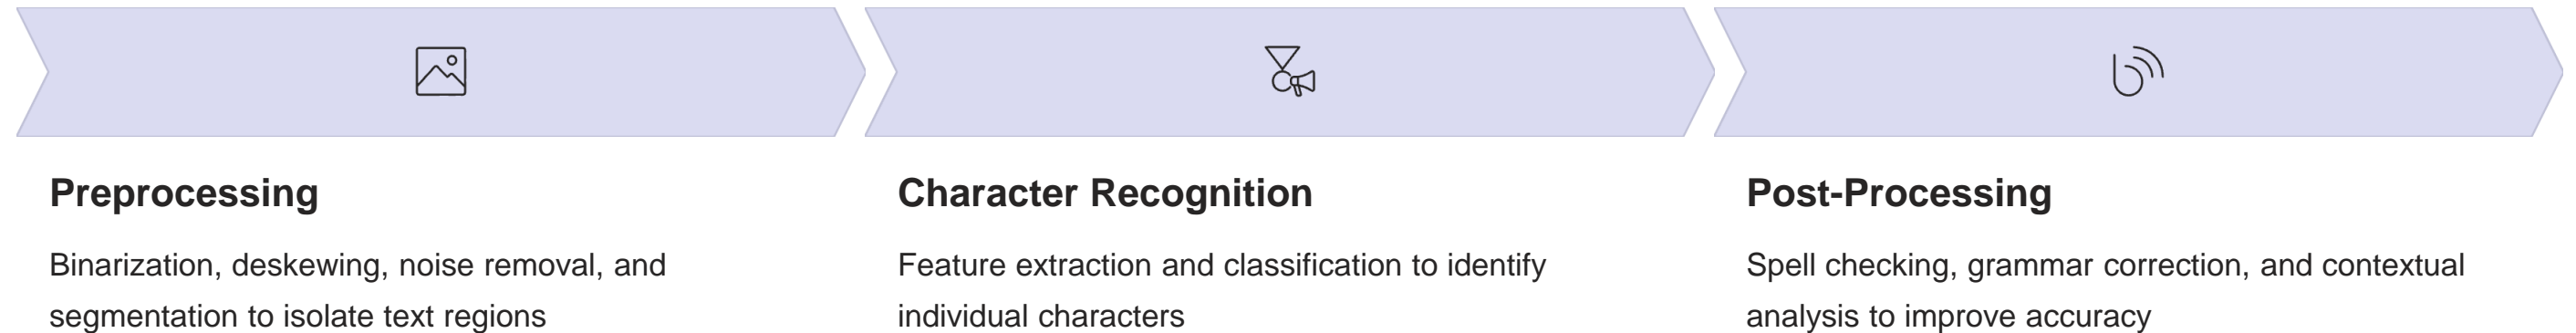 Preprocessing
Binarization, deskewing, noise removal, and
segmentation to isolate text regions
Character Recognition
Feature extraction and classification to identify
individual characters
Post-Processing
Spell checking, grammar correction, and contextual
analysis to improve accuracy